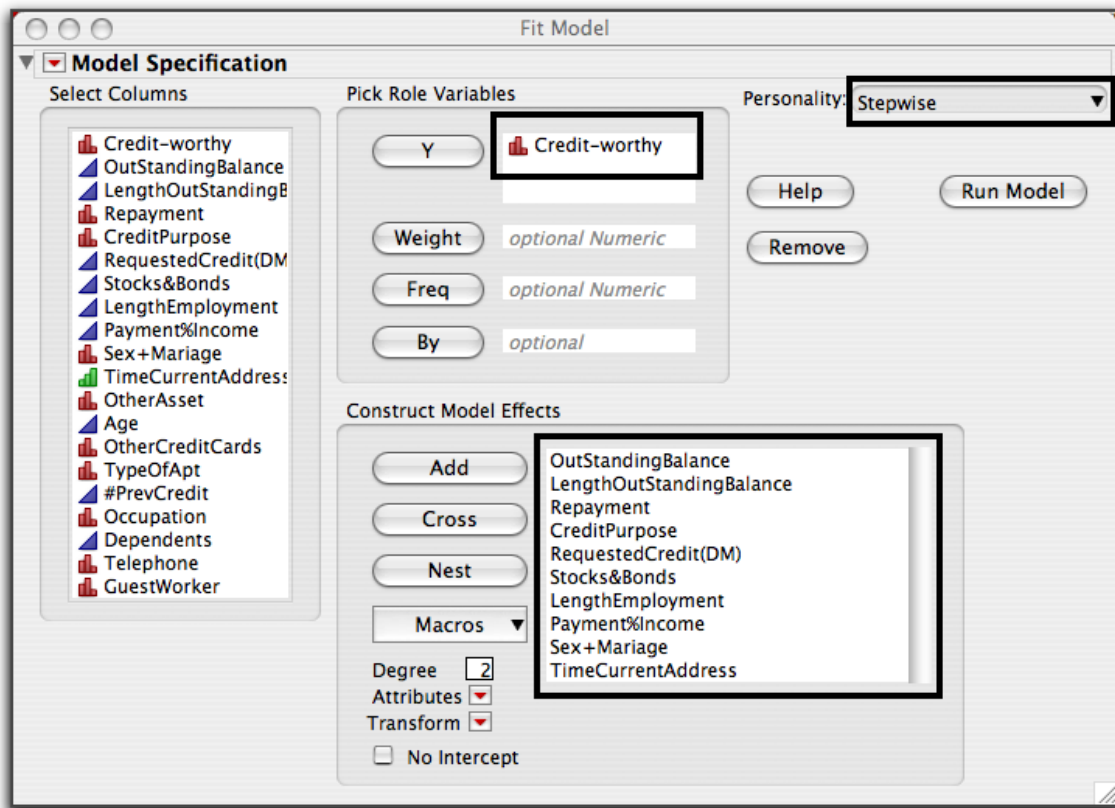 Fit Model
Model Specification
Select Columns
Credit-worthy
OutStandingBalance
LengthOutStandingB
Repayment
CreditPurpose
RequestedCredit(DM
Stocks&Bonds
LengthEmployment
Payment%Income
Sex+Mariage
TimeCurrentAddress
OtherAsset
Age
OtherCreditCards
TypeOfApt
#PrevCredit
Occupation
Dependents
Telephone
GuestWorker
Pick Role Variables
Y Credit-worthy
Weight optional Numeric
Freq optional Numeric
By optional
Personality: Stepwise
Help Run Model
Remove
Construct Model Effects
Add
Cross
Nest
Macros
Degree 2
Attributes
Transform
No Intercept
OutStandingBalance
LengthOutStandingBalance
Repayment
CreditPurpose
RequestedCredit(DM)
Stocks&Bonds
LengthEmployment
Payment%Income
Sex+Mariage
TimeCurrentAddress